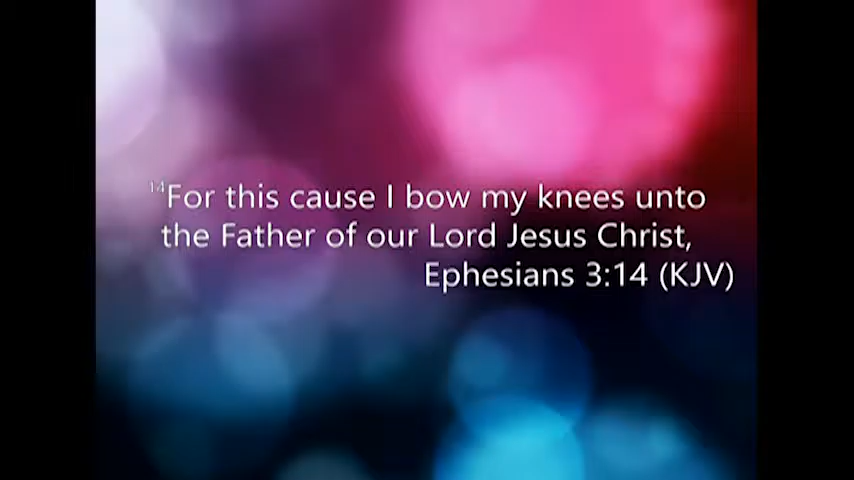 14For this cause I bow my knees unto
the Father of our Lord Jesus Christ,
Ephesians 3:14 (KJV)